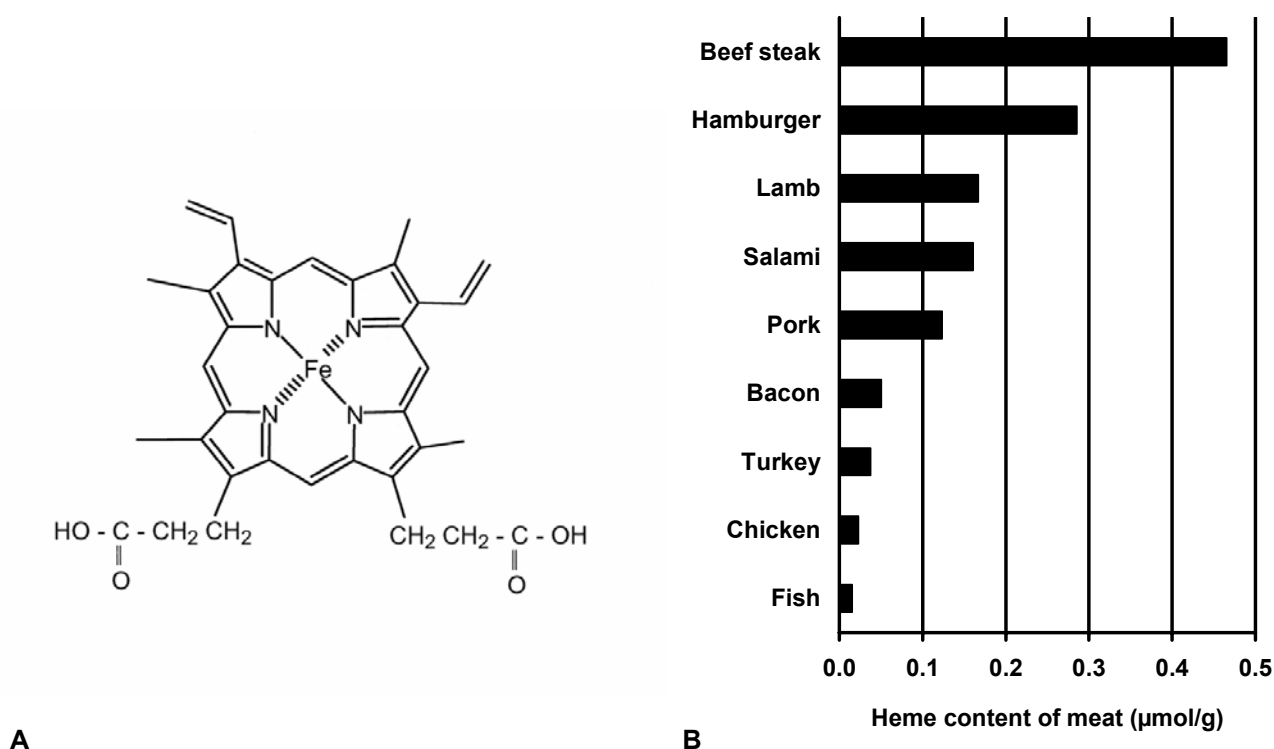 N
N
Fe
N
N
HO - C - CH2 CH2
O
CH2 CH2 - C - OH
O
A
Beef steak
Hamburger
Lamb
Salami
Pork
Bacon
Turkey
Chicken
Fish
0.0 0.1 0.2 0.3 0.4 0.5
Heme content of meat (µmol/g)
B